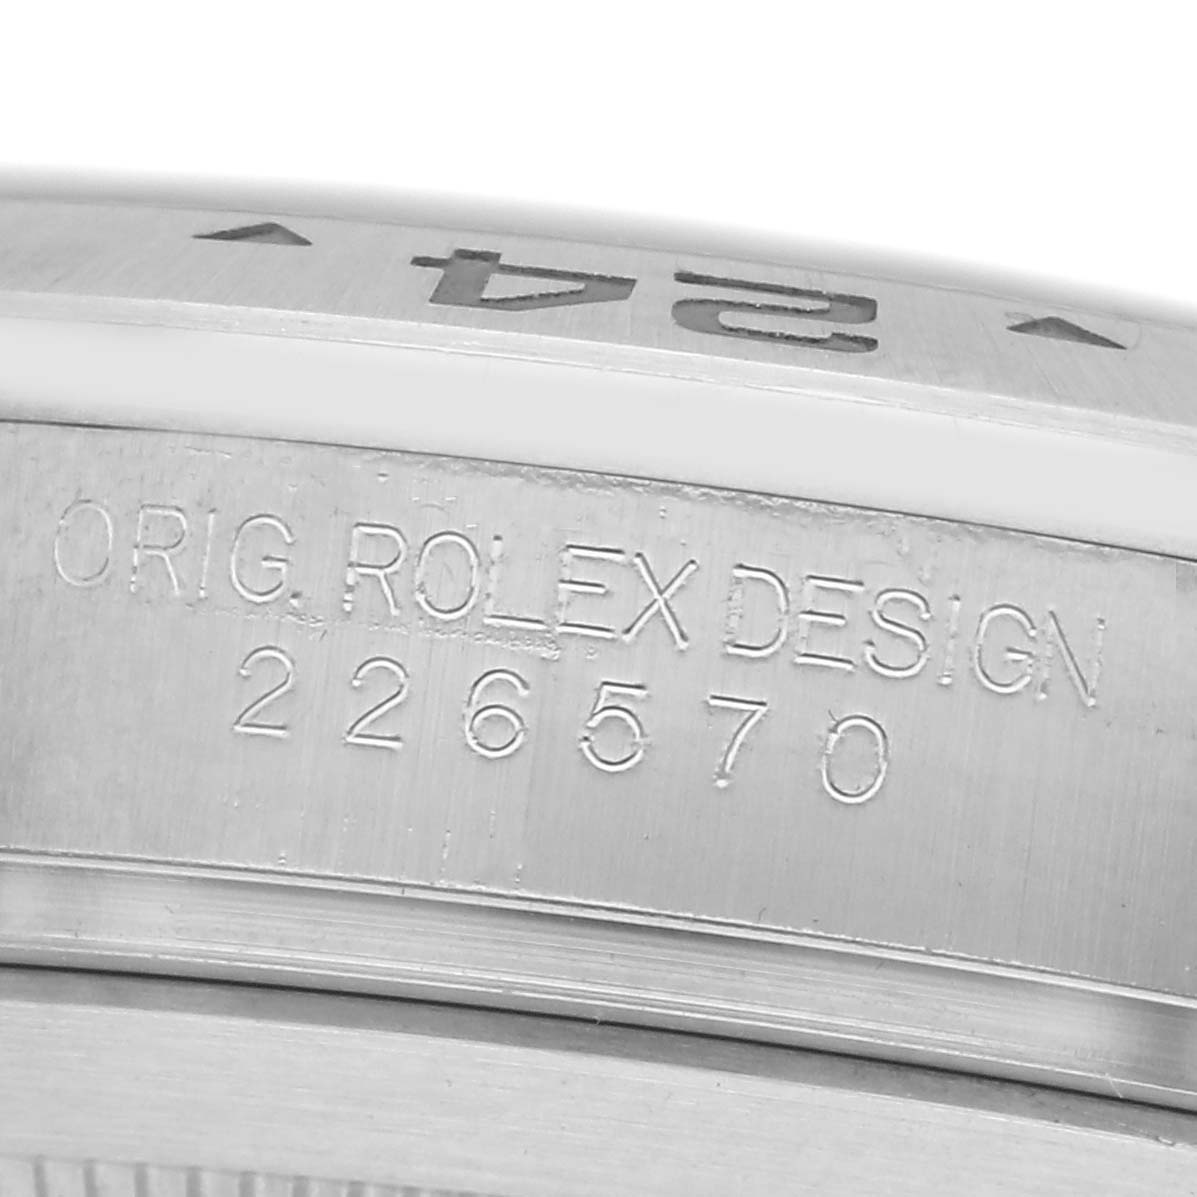 24
ORIG. ROLEX DESIGN
226570